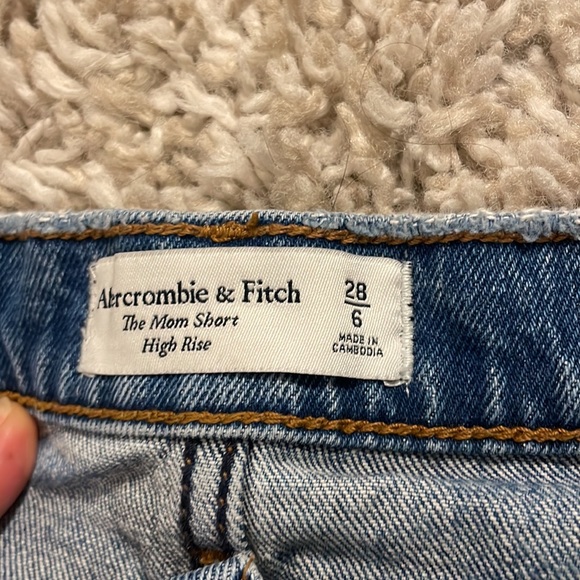 Abercrombie & Fitch
The Mom Short
High Rise
28
6
MADE IN
CAMBODIA